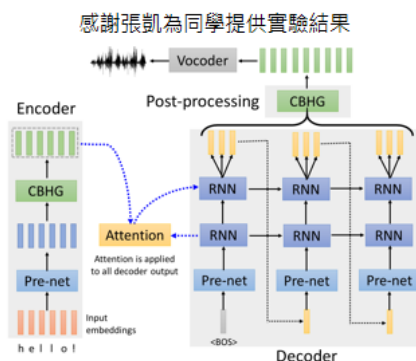 感謝張凱為同學提供實驗結果
Vocoder
Post-processing
CBHG
Encoder
CBHG
Pre-net
Input
embeddings
h e l l o !
Attention
Attention is applied
to all decoder output
RNN
RNN
RNN
RNN
RNN
RNN
Pre-net
Pre-net
Pre-net
<BOS>
Decoder